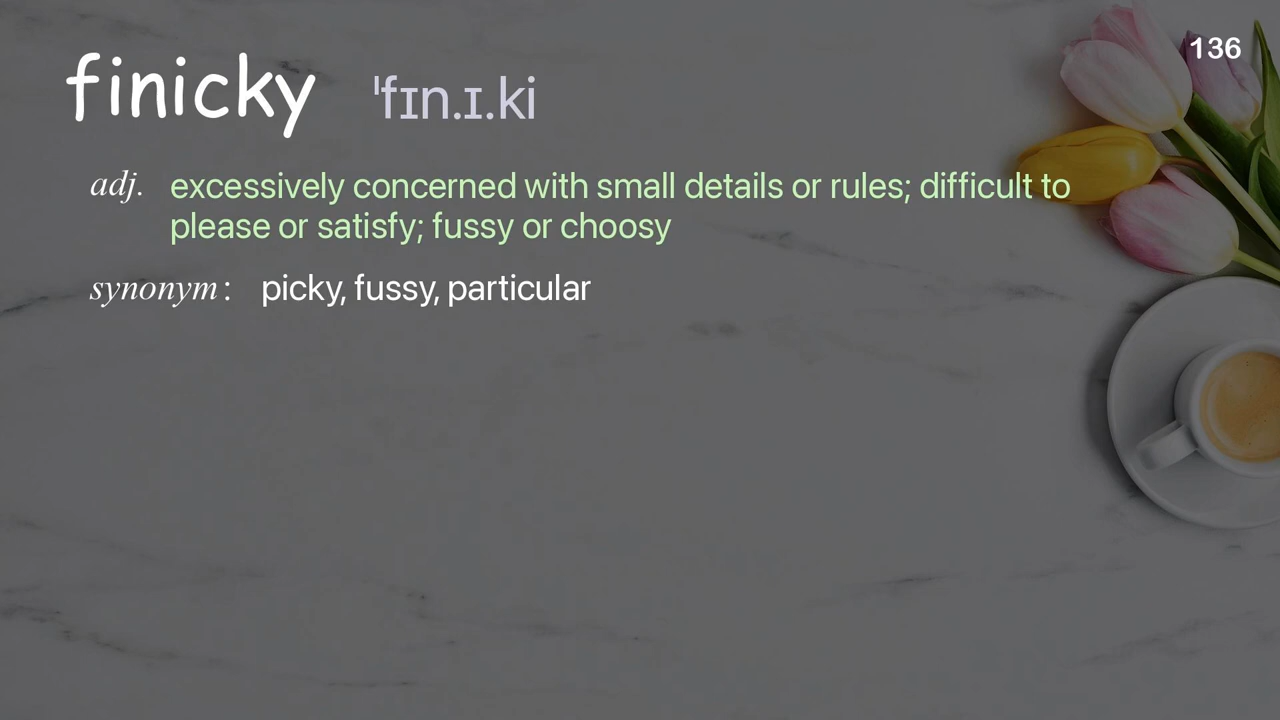 136
finicky ˈfɪn.ɪ.ki
adj. excessively concerned with small details or rules; difficult to
please or satisfy; fussy or choosy
synonym : picky, fussy, particular